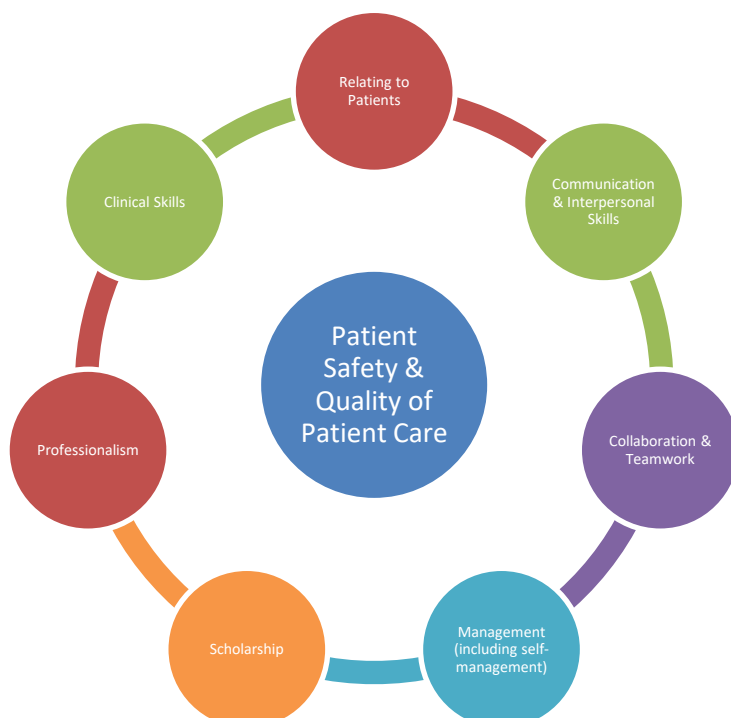 Relating to
Patients
Communication
& Interpersonal
Skills
Clinical Skills
Patient
Safety &
Quality of
Patient Care
Collaboration &
Teamwork
Professionalism
Management
(including self-
management)
Scholarship